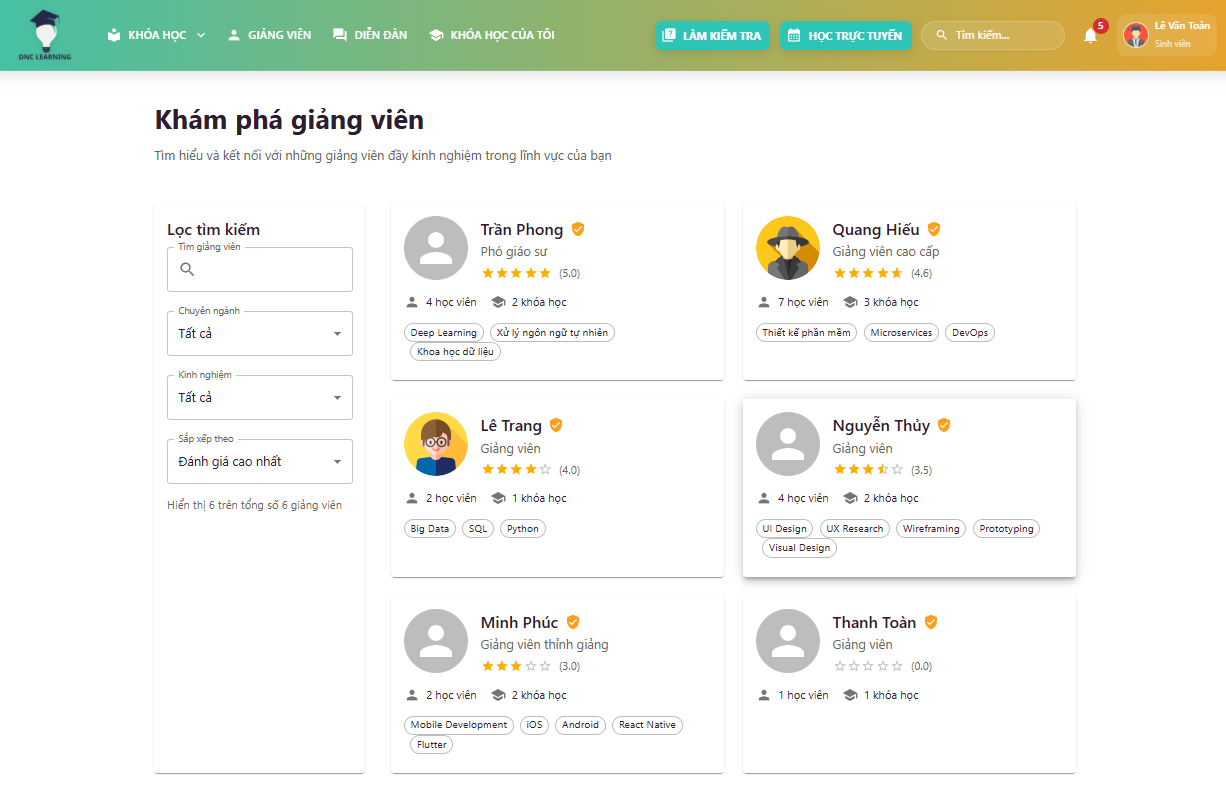 DNC LEARNING
KHÓA HỌC
GIẢNG VIÊN
DIỄN ĐÀN
KHÓA HỌC CỦA TÔI
LÀM KIỂM TRA
HỌC TRỰC TUYẾN
Tìm kiếm...
5
Lê Văn Toàn
Sinh viên
Khám phá giảng viên
Tìm hiểu và kết nối với những giảng viên đầy kinh nghiệm trong lĩnh vực của bạn
Lọc tìm kiếm
Tìm giảng viên
Chuyên ngành
Tất cả
Kinh nghiệm
Tất cả
Sắp xếp theo
Đánh giá cao nhất
Hiển thị 6 trên tổng số 6 giảng viên
Trần Phong
Phó giáo sư
(5.0)
4 học viên 2 khóa học
Deep Learning Xử lý ngôn ngữ tự nhiên
Khoa học dữ liệu
Quang Hiếu
Giảng viên cao cấp
(4.6)
7 học viên 3 khóa học
Thiết kế phần mềm Microservices DevOps
Lê Trang
Giảng viên
(4.0)
2 học viên 1 khóa học
Big Data SQL Python
Nguyễn Thủy
Giảng viên
(3.5)
4 học viên 2 khóa học
UI Design UX Research Wireframing Prototyping
Visual Design
Minh Phúc
Giảng viên thỉnh giảng
(3.0)
2 học viên 2 khóa học
Mobile Development iOS Android React Native
Flutter
Thanh Toàn
Giảng viên
(0.0)
1 học viên 1 khóa học